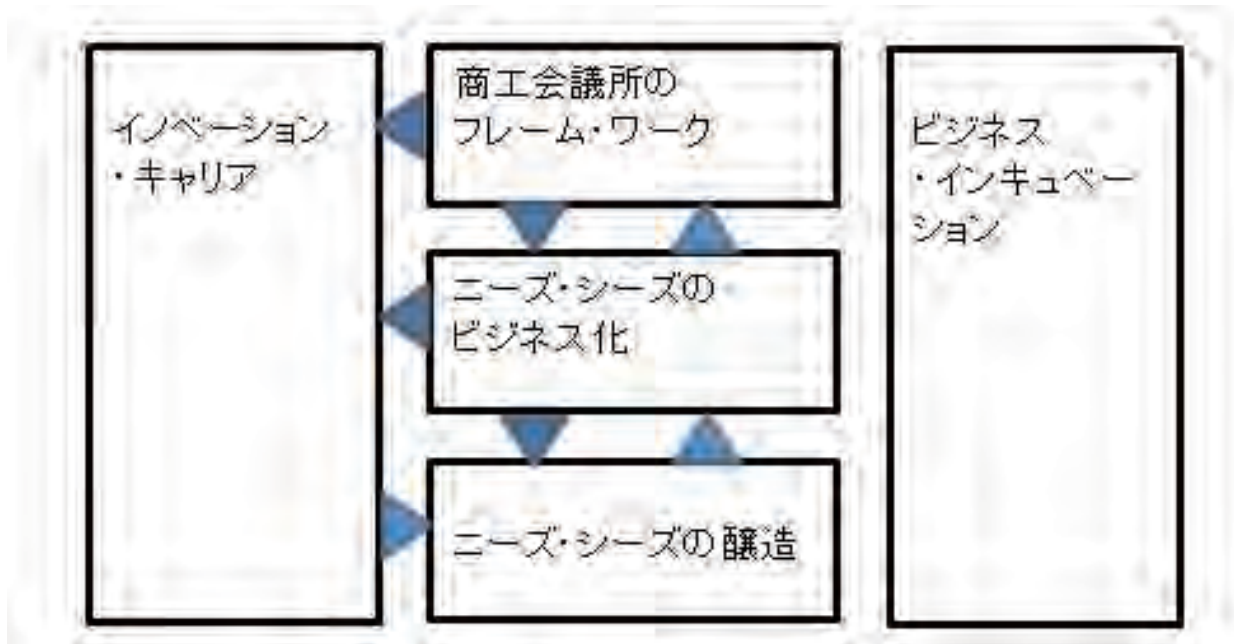 イノベーション
・キャリア
商工会議所の
フレーム・ワーク
ニーズ・シーズの
ビジネス化
ニーズ・シーズの醸造
ビジネス
・インキュベー
ション